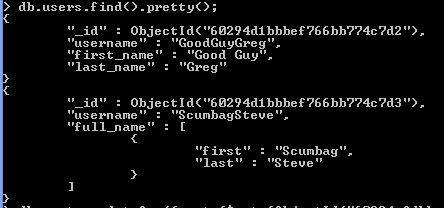 > db.users.find().pretty();
{
        "_id" : ObjectId("60294d1bbbef766bb774c7d2"),
        "username" : "GoodGuyGreg",
        "first_name" : "Good Guy",
        "last_name" : "Greg"
}
{
        "_id" : ObjectId("60294d1bbbef766bb774c7d3"),
        "username" : "ScumbagSteve",
        "full_name" : [
                {
                        "first" : "Scumbag",
                        "last" : "Steve"
                }
        ]
}